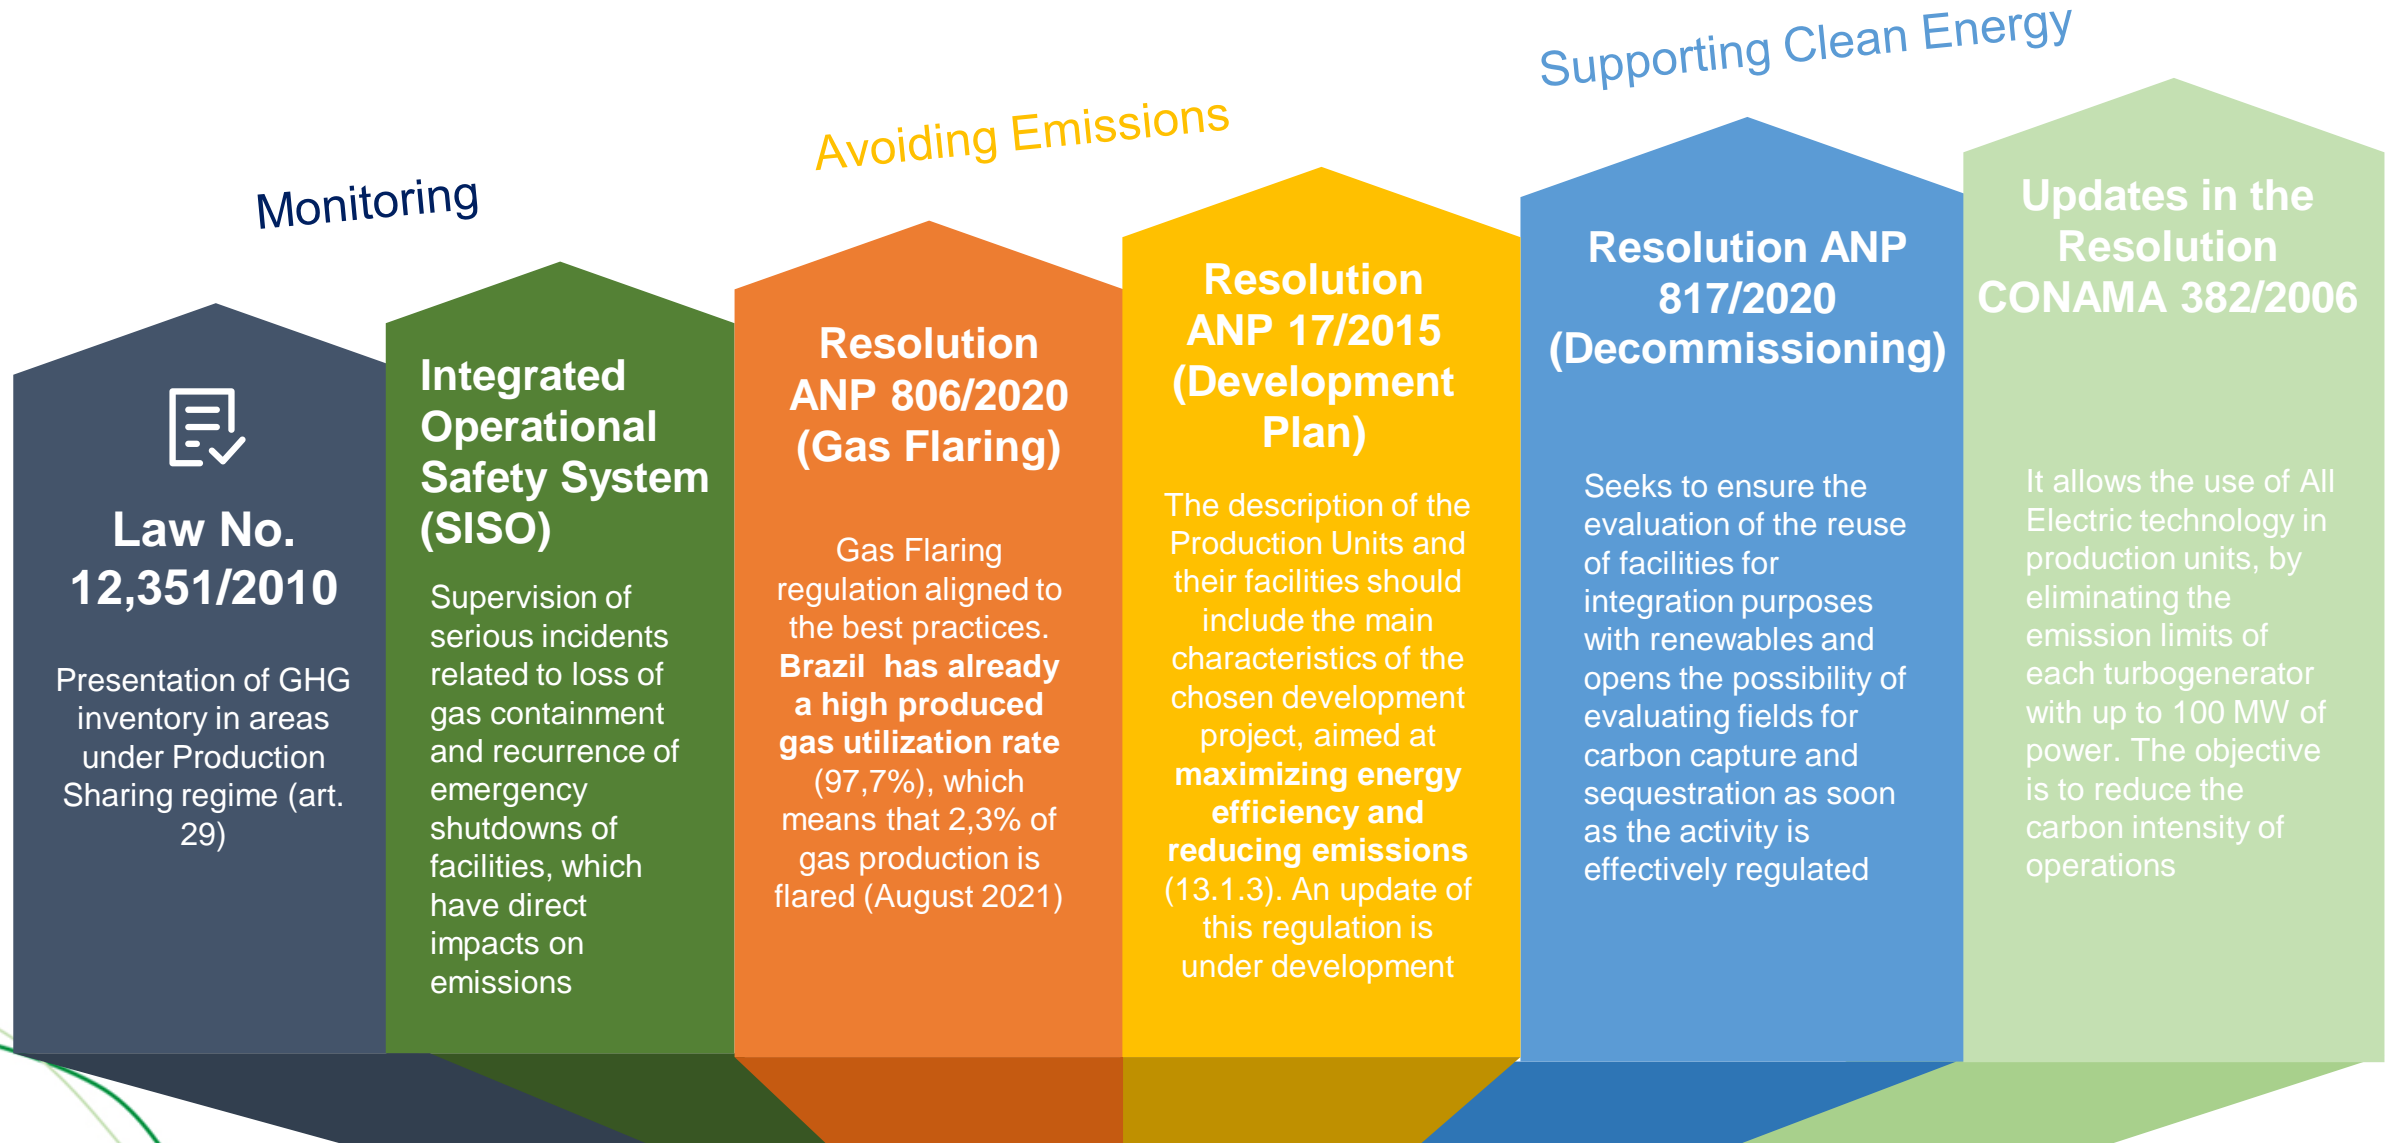 Monitoring
Avoiding Emissions
Supporting Clean Energy
Law No.
12,351/2010
Presentation of GHG
inventory in areas
under Production
Sharing regime (art.
29)
Integrated
Operational
Safety System
(SISO)
Supervision of
serious incidents
related to loss of
gas containment
and recurrence of
emergency
shutdowns of
facilities, which
have direct
impacts on
emissions
Resolution
ANP 806/2020
(Gas Flaring)
Gas Flaring
regulation aligned to
the best practices.
Brazil  has already
a high produced
gas utilization rate
(97,7%), which
means that 2,3% of
gas production is
flared (August 2021)
Resolution
ANP 17/2015
(Development
Plan)
The description of the
Production Units and
their facilities should
include the main
characteristics of the
chosen development
project, aimed at
maximizing energy
efficiency and
reducing emissions
(13.1.3). An update of
this regulation is
under development
Resolution ANP
817/2020
(Decommissioning)
Seeks to ensure the
evaluation of the reuse
of facilities for
integration purposes
with renewables and
opens the possibility of
evaluating fields for
carbon capture and
sequestration as soon
as the activity is
effectively regulated
Updates in the
Resolution
CONAMA 382/2006
It allows the use of All
Electric technology in
production units, by
eliminating the
emission limits of
each turbogenerator
with up to 100 MW of
power. The objective
is to reduce the
carbon intensity of
operations